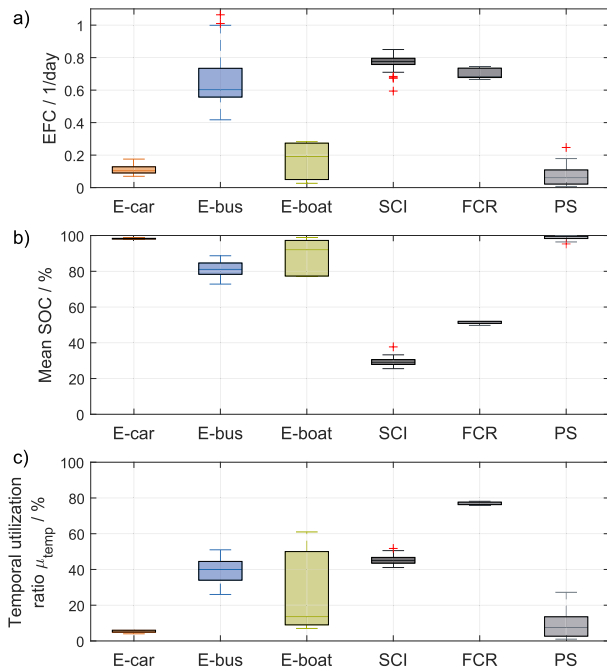 a)
EFC / 1/day
1
0.8
0.6
0.4
0.2
0
E-car E-bus E-boat SCI FCR PS
b)
Mean SOC / %
100
80
60
40
20
0
E-car E-bus E-boat SCI FCR PS
c)
Temporal utilization
ratio μtemp / %
100
80
60
40
20
0
E-car E-bus E-boat SCI FCR PS